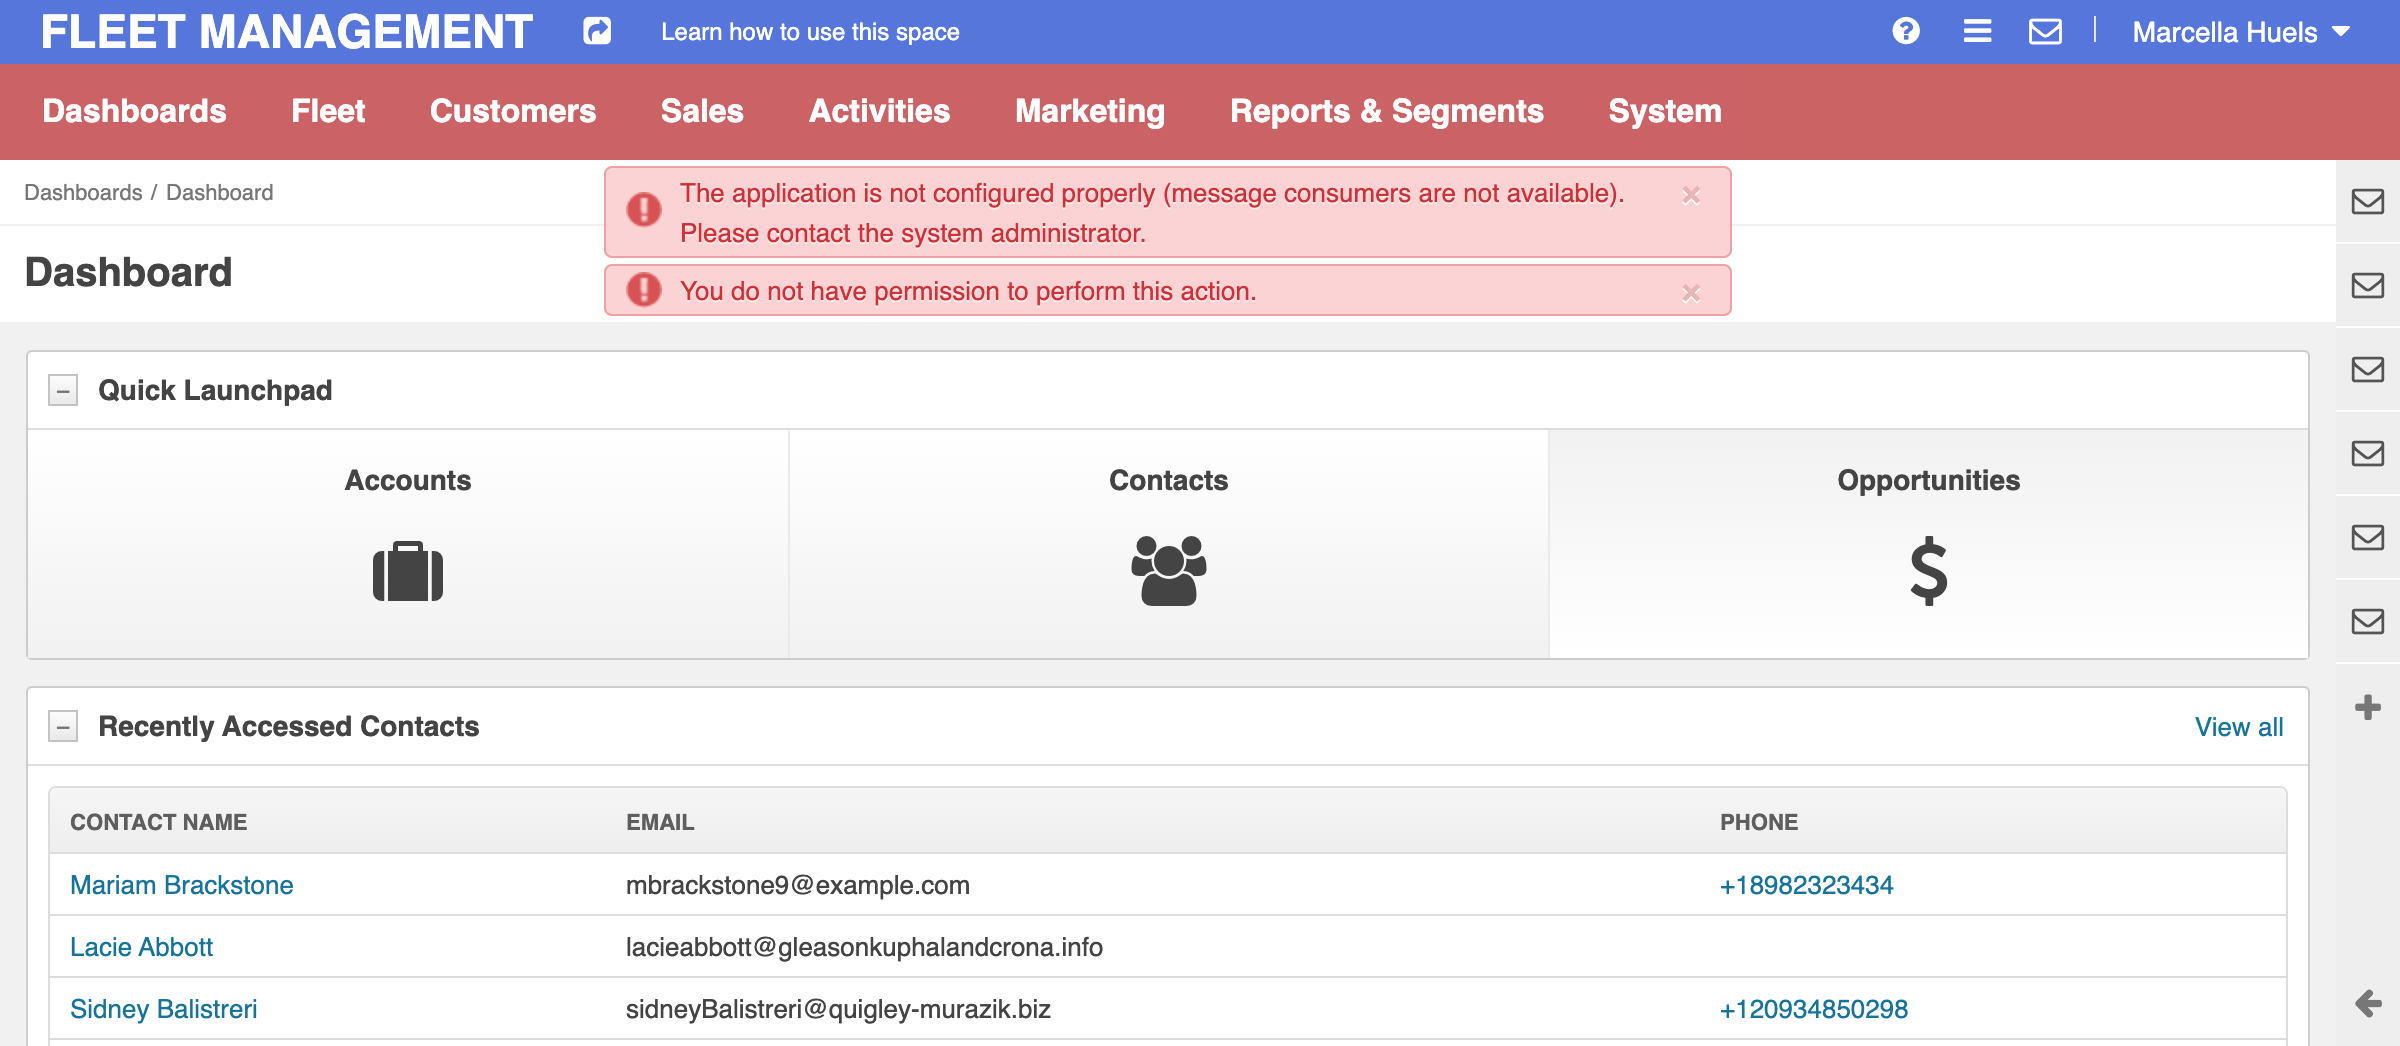 FLEET MANAGEMENT
Learn how to use this space
Marcella Huels
Dashboards Fleet Customers Sales Activities Marketing Reports & Segments System
Dashboards / Dashboard
The application is not configured properly (message consumers are not available).
Please contact the system administrator.
You do not have permission to perform this action.
Dashboard
Quick Launchpad
Accounts Contacts Opportunities
Recently Accessed Contacts View all
CONTACT NAME EMAIL PHONE
Mariam Brackstone mbrackstone9@example.com +18982323434
Lacie Abbott lacieabbott@gleasonkuphalandcrona.info
Sidney Balistreri sidneyBalistreri@quigley-murazik.biz +120934850298